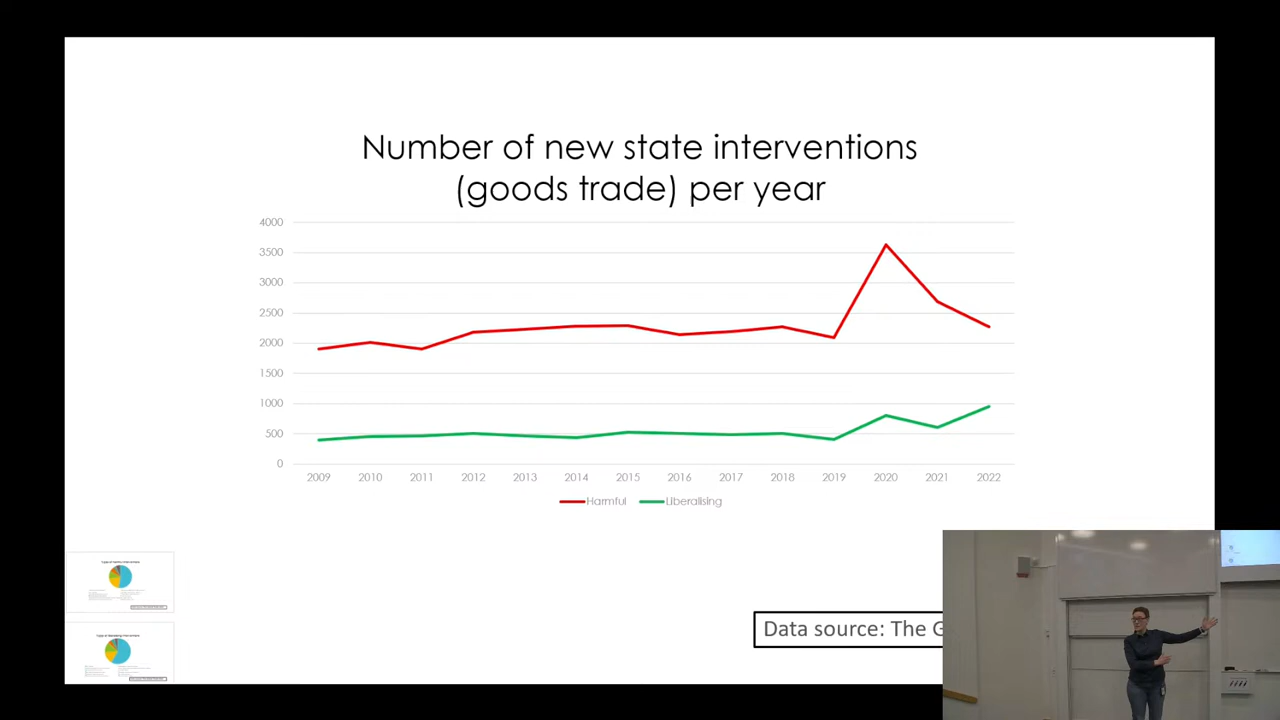 Number of new state interventions
(goods trade) per year
4000
3500
3000
2500
2000
1500
1000
500
0
2009 2010 2011 2012 2013 2014 2015 2016 2017 2018 2019 2020 2021 2022
Harmful Liberalising
Data source: The G